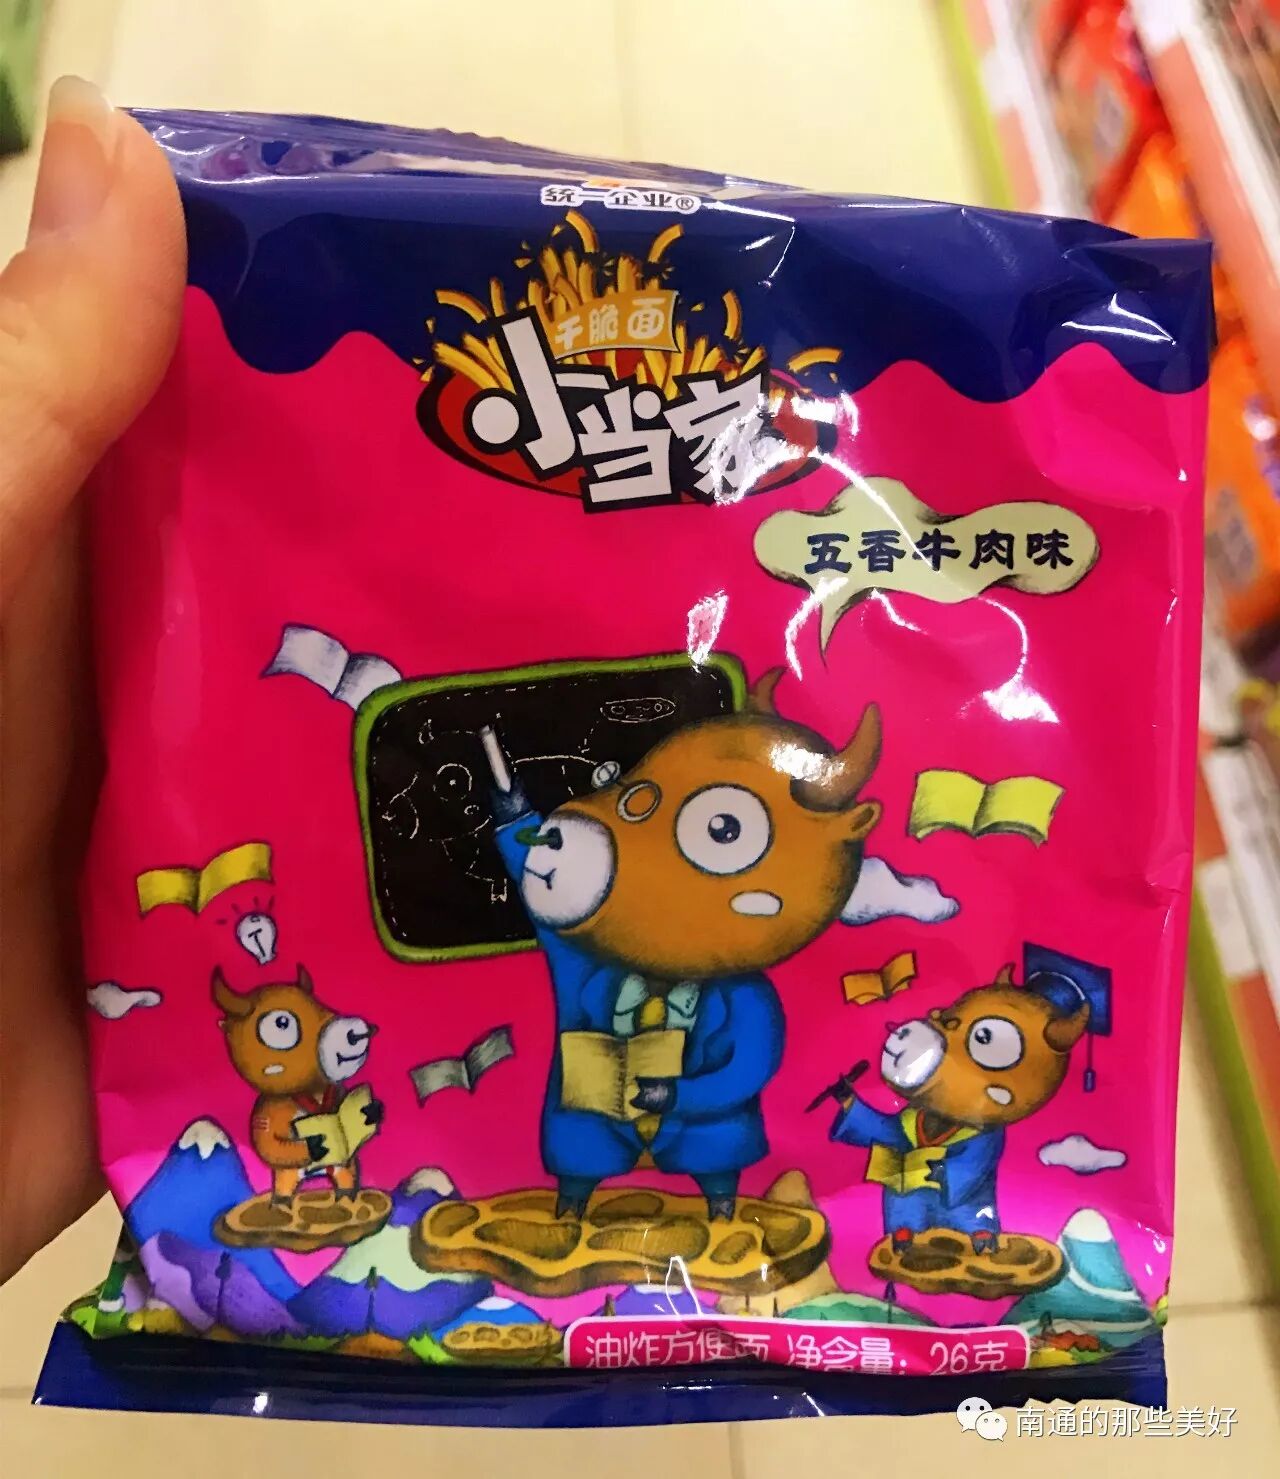 统一企业®
干脆面
小当家
五香牛肉味
油炸方便面 净含量：26克
南通的那些美好